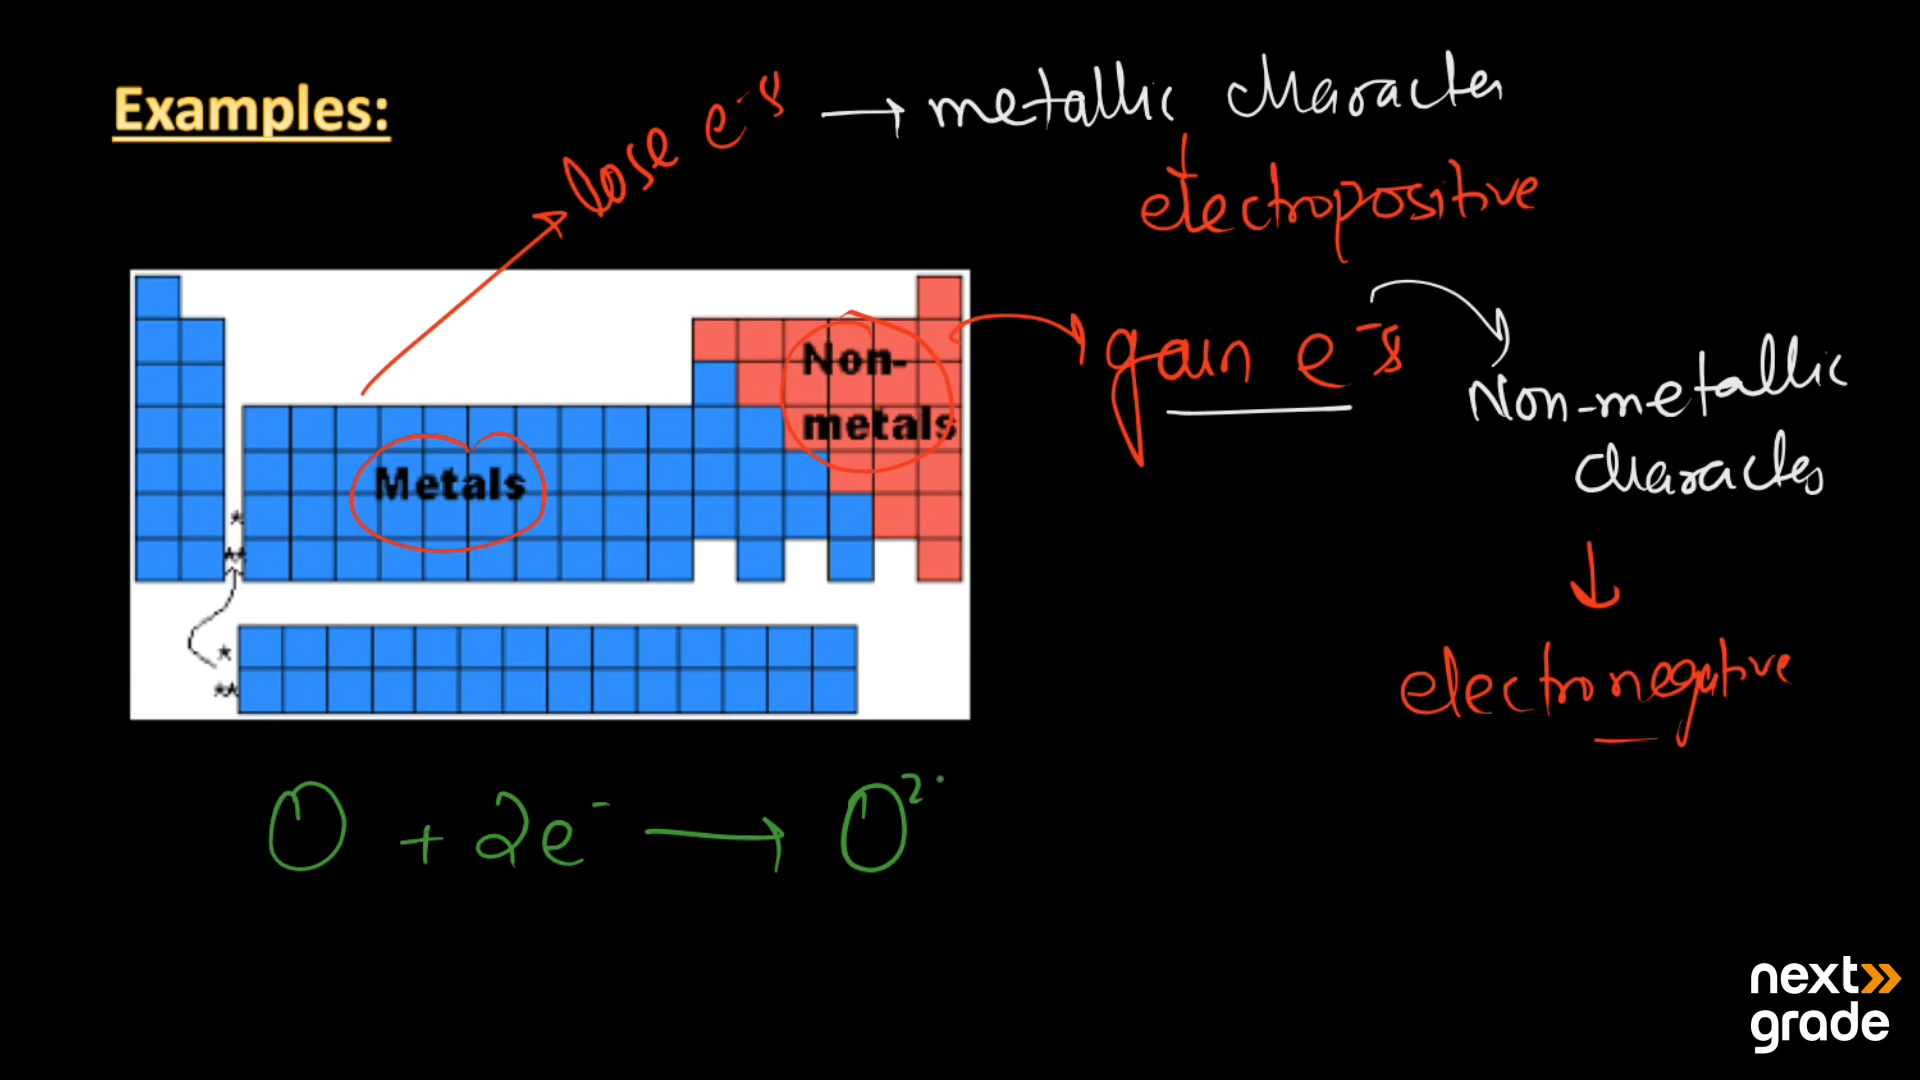 Examples:
lose e⁻s → metallic character
electropositive
gain e⁻s
Non-metallic
character
electronegative
Non-
metals
Metals
*
**
*
**
O + 2e⁻ → O²⁻
next
grade